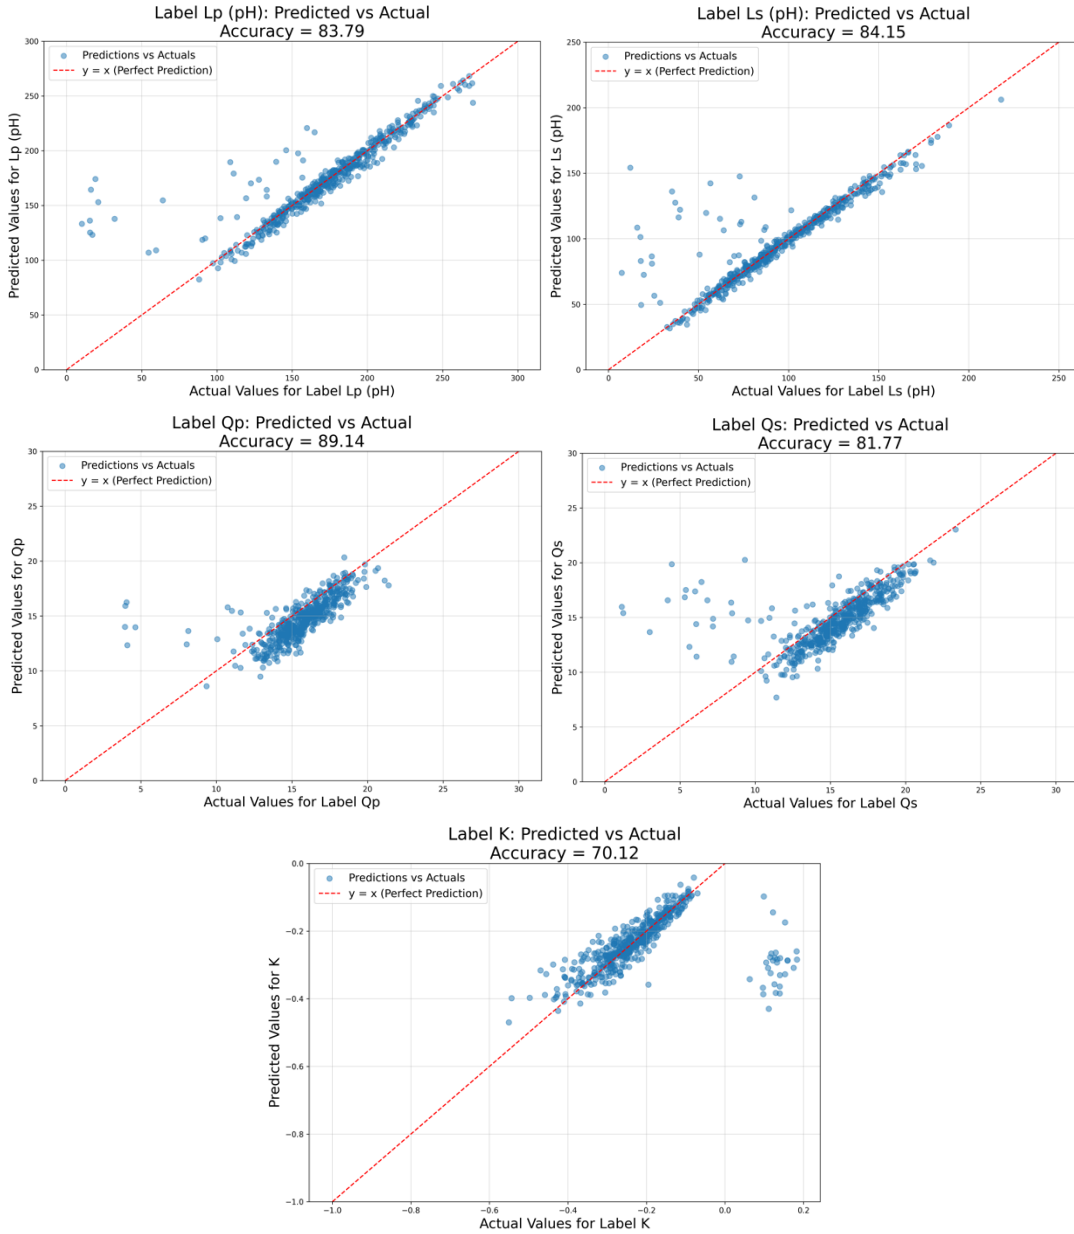 Label Lp (pH): Predicted vs Actual
Accuracy = 83.79
Predictions vs Actuals
y = x (Perfect Prediction)
300
250
200
150
100
50
0
Predicted Values for Lp (pH)
0 50 100 150 200 250 300
Actual Values for Label Lp (pH)
Label Ls (pH): Predicted vs Actual
Accuracy = 84.15
Predictions vs Actuals
y = x (Perfect Prediction)
250
200
150
100
50
0
Predicted Values for Ls (pH)
0 50 100 150 200 250
Actual Values for Label Ls (pH)
Label Qp: Predicted vs Actual
Accuracy = 89.14
Predictions vs Actuals
y = x (Perfect Prediction)
30
25
20
15
10
5
0
Predicted Values for Qp
0 5 10 15 20 25 30
Actual Values for Label Qp
Label Qs: Predicted vs Actual
Accuracy = 81.77
Predictions vs Actuals
y = x (Perfect Prediction)
30
25
20
15
10
5
0
Predicted Values for Qs
0 5 10 15 20 25 30
Actual Values for Label Qs
Label K: Predicted vs Actual
Accuracy = 70.12
Predictions vs Actuals
y = x (Perfect Prediction)
0.0
−0.2
−0.4
−0.6
−0.8
−1.0
Predicted Values for K
−1.0 −0.8 −0.6 −0.4 −0.2 0.0 0.2
Actual Values for Label K